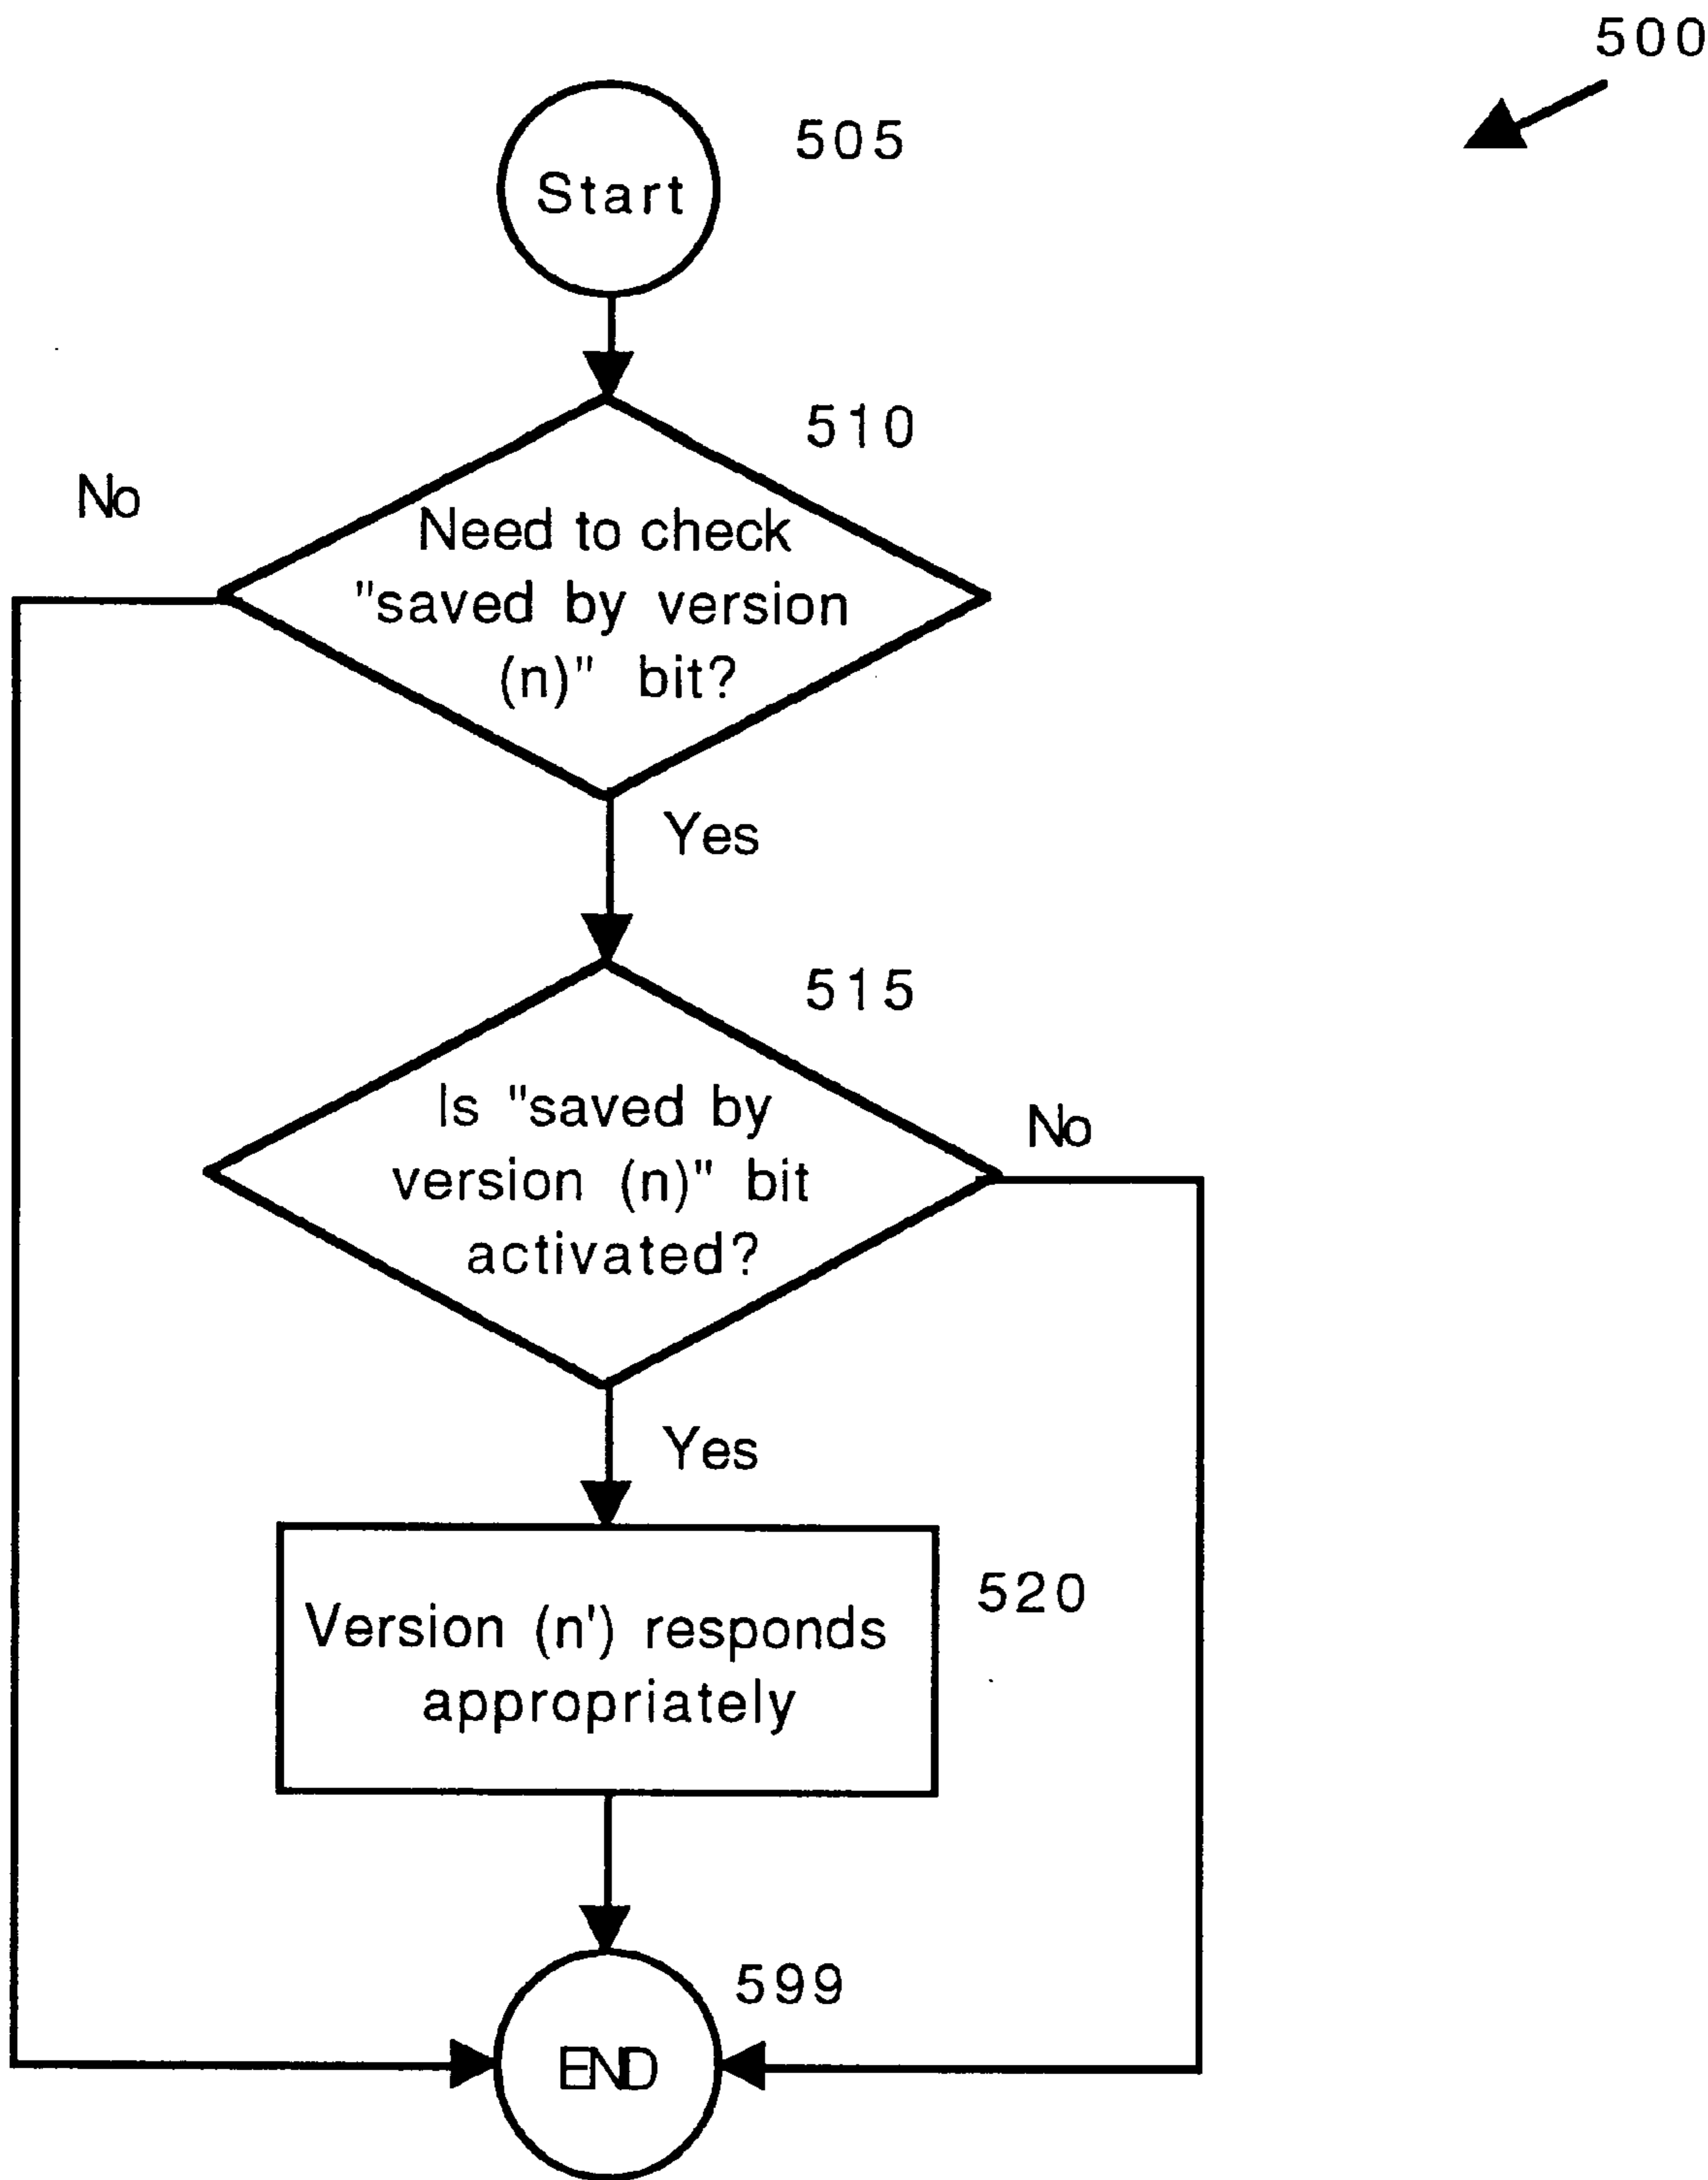 500
505
Start
510
No
Need to check
"saved by version
(n)" bit?
Yes
515
Is "saved by
version (n)" bit
activated?
No
Yes
520
Version (n') responds
appropriately
599
END